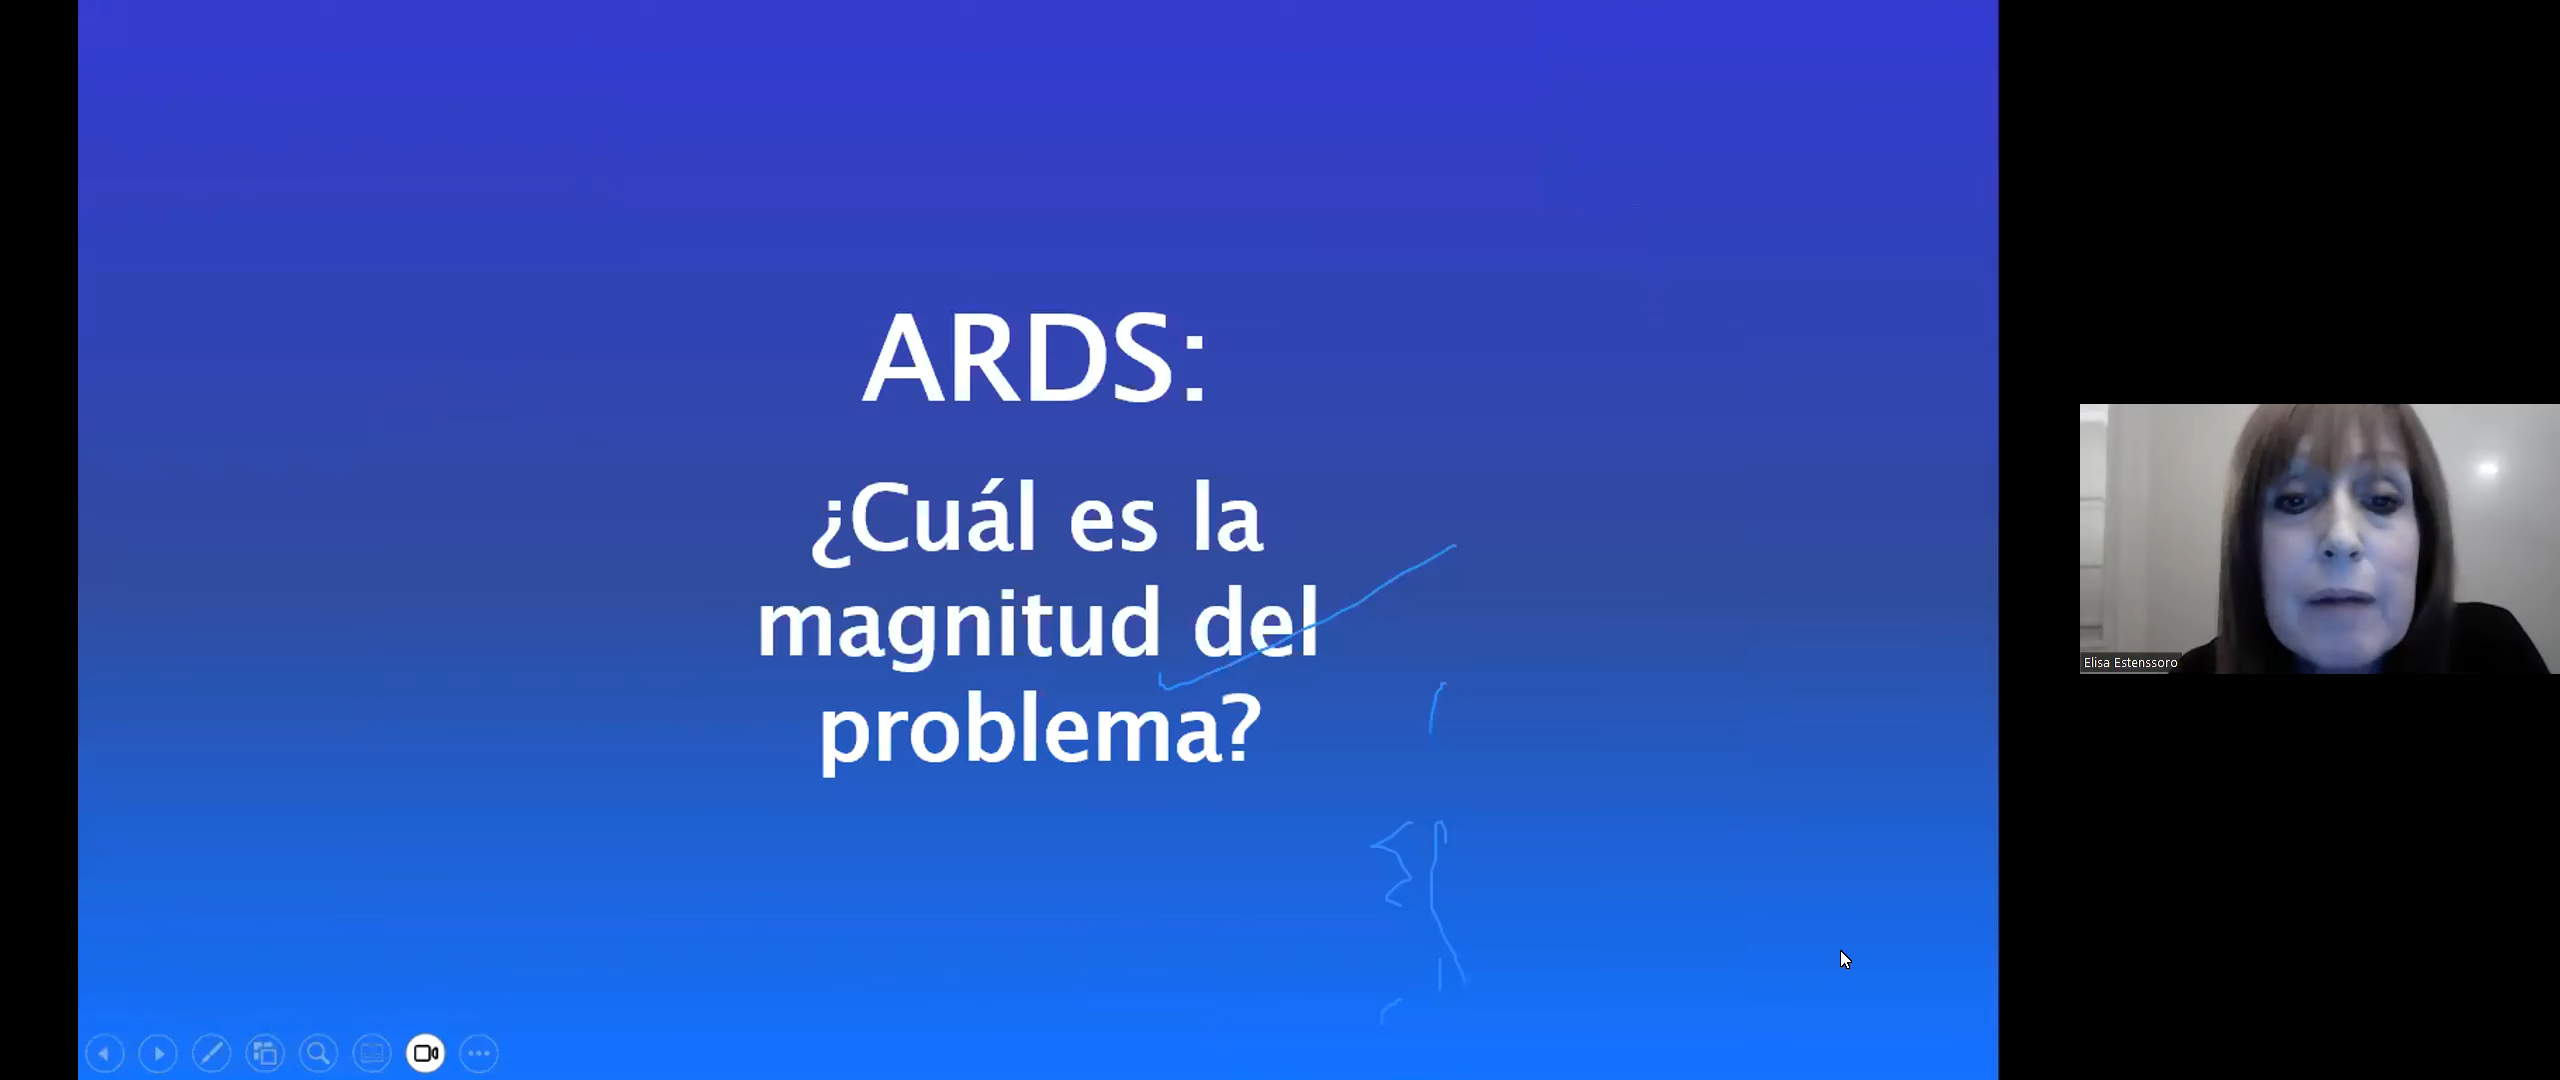 ARDS:
¿Cuál es la
magnitud del
problema?
Elisa Estenssoro